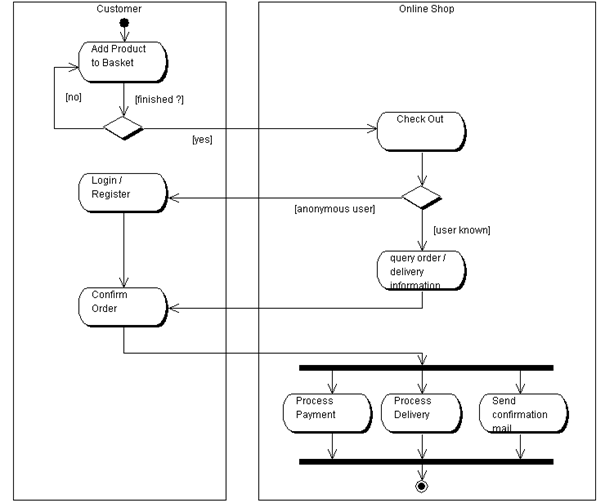 Customer
Online Shop
Add Product
to Basket
[no]
[finished ?]
[yes]
Check Out
Login /
Register
[anonymous user]
[user known]
query order /
delivery
information
Confirm
Order
Process
Payment
Process
Delivery
Send
confirmation
mail